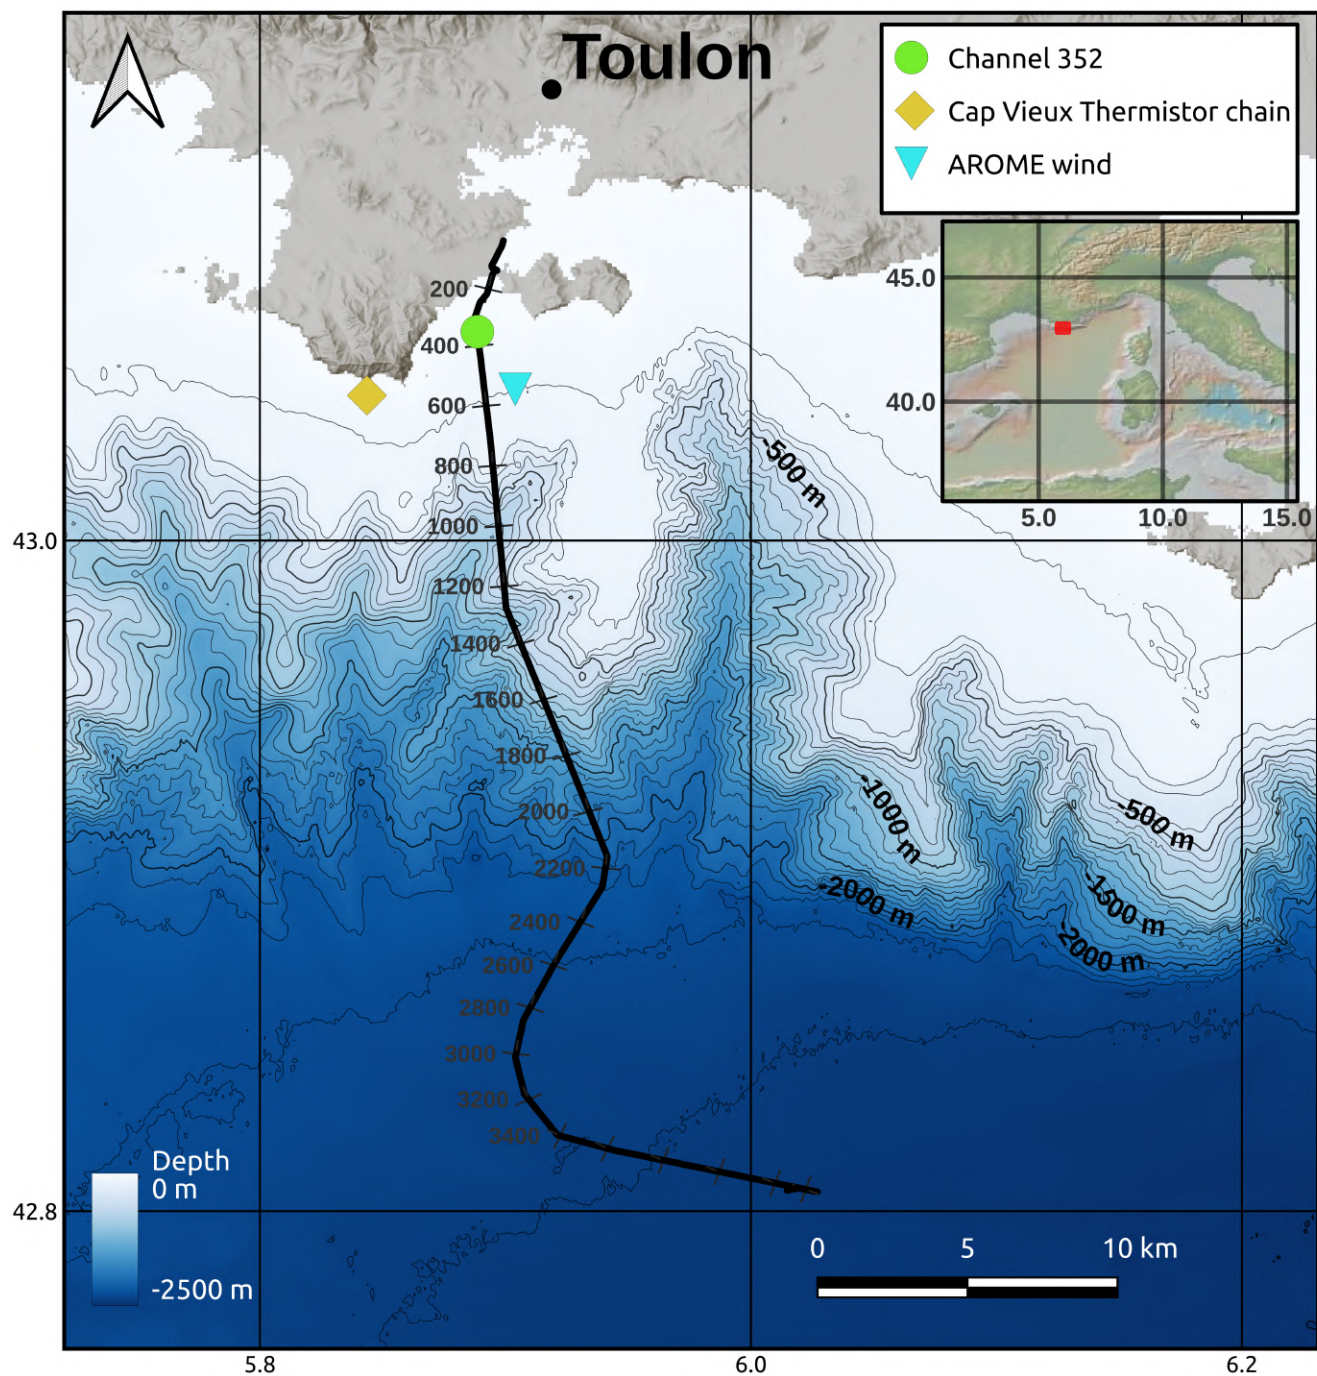 Toulon
Channel 352
Cap Vieux Thermistor chain
AROME wind
45.0
40.0
5.0
10.0
15.0
200
400
600
800
1000
1200
1400
1600
1800
2000
2200
2400
2600
2800
3000
3200
3400
-500 m
-1000 m
-500 m
-1500 m
-2000 m
-2000 m
43.0
42.8
Depth
0 m
-2500 m
0 5 10 km
5.8 6.0 6.2